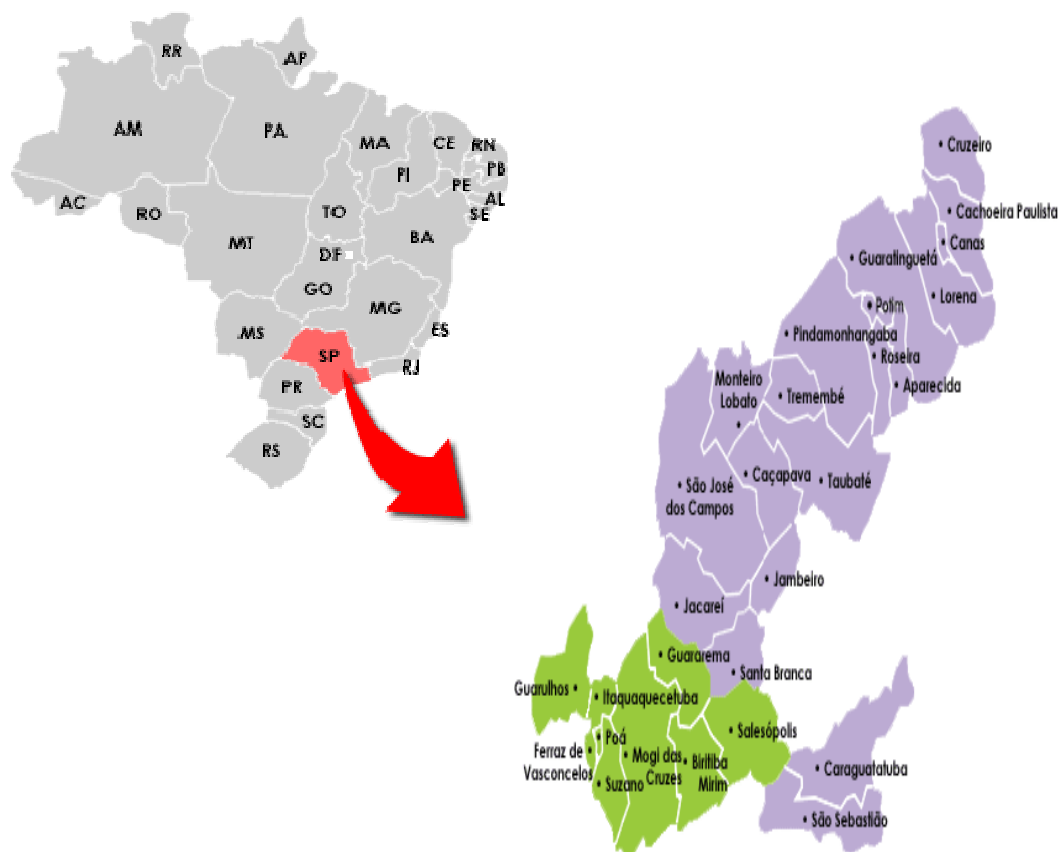 RR
AP
AM
PA
MA
CE
RN
PB
PI
PE
AL
SE
AC
RO
TO
BA
MT
DF
GO
MG
ES
MS
SP
RJ
PR
SC
RS
Cruzeiro
Cachoeira Paulista
Canas
Guaratinguetá
Lorena
Potim
Pindamonhangaba
Roseira
Aparecida
Monteiro
Lobato
Tremembé
Caçapava
Taubaté
São José
dos Campos
Jambeiro
Jacareí
Guararema
Santa Branca
Guarulhos
Itaquaquecetuba
Salesópolis
Poá
Ferraz de
Vasconcelos
Mogi das
Cruzes
Biritiba
Mirim
Suzano
Caraguatatuba
São Sebastião